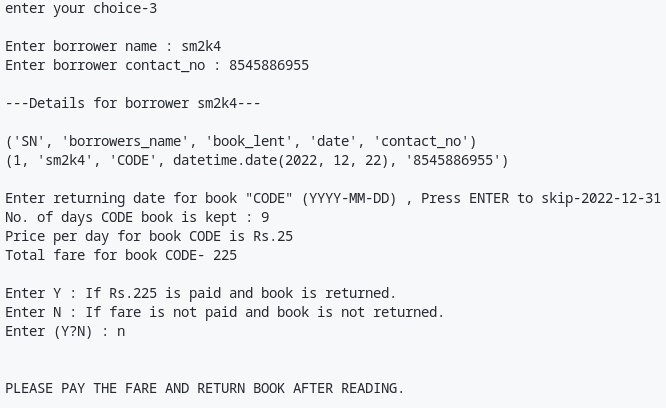 enter your choice-3
Enter borrower name : sm2k4
Enter borrower contact_no : 8545886955
---Details for borrower sm2k4---
('SN', 'borrowers_name', 'book_lent', 'date', 'contact_no')
(1, 'sm2k4', 'CODE', datetime.date(2022, 12, 22), '8545886955')
Enter returning date for book "CODE" (YYYY-MM-DD) , Press ENTER to skip-2022-12-31
No. of days CODE book is kept : 9
Price per day for book CODE is Rs.25
Total fare for book CODE- 225
Enter Y : If Rs.225 is paid and book is returned.
Enter N : If fare is not paid and book is not returned.
Enter (Y?N) : n
PLEASE PAY THE FARE AND RETURN BOOK AFTER READING.